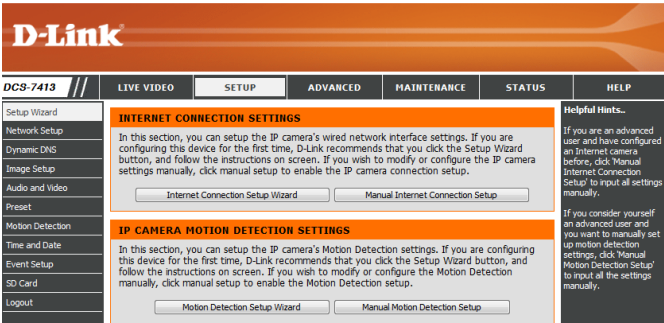 D-Link
DCS-7413
LIVE VIDEO
SETUP
ADVANCED
MAINTENANCE
STATUS
HELP
Setup Wizard
Network Setup
Dynamic DNS
Image Setup
Audio and Video
Preset
Motion Detection
Time and Date
Event Setup
SD Card
Logout
INTERNET CONNECTION SETTINGS
In this section, you can setup the IP camera's wired network interface settings. If you are
configuring this device for the first time, D-Link recommends that you click the Setup Wizard
button, and follow the instructions on screen. If you wish to modify or configure the IP camera
settings manually, click manual setup to enable the IP camera connection setup.
Internet Connection Setup Wizard
Manual Internet Connection Setup
IP CAMERA MOTION DETECTION SETTINGS
In this section, you can setup the IP camera's Motion Detection settings. If you are configuring
this device for the first time, D-Link recommends that you click the Setup Wizard button, and
follow the instructions on screen. If you wish to modify or configure the Motion Detection
manually, click manual setup to enable the Motion Detection setup.
Motion Detection Setup Wizard
Manual Motion Detection Setup
Helpful Hints..
If you are an advanced
user and have configured
an Internet camera
before, click 'Manual
Internet Connection
Setup' to input all settings
manually.
If you consider yourself
an advanced user and
you want to manually set
up motion detection
settings, click 'Manual
Motion Detection Setup'
to input all the settings
manually.